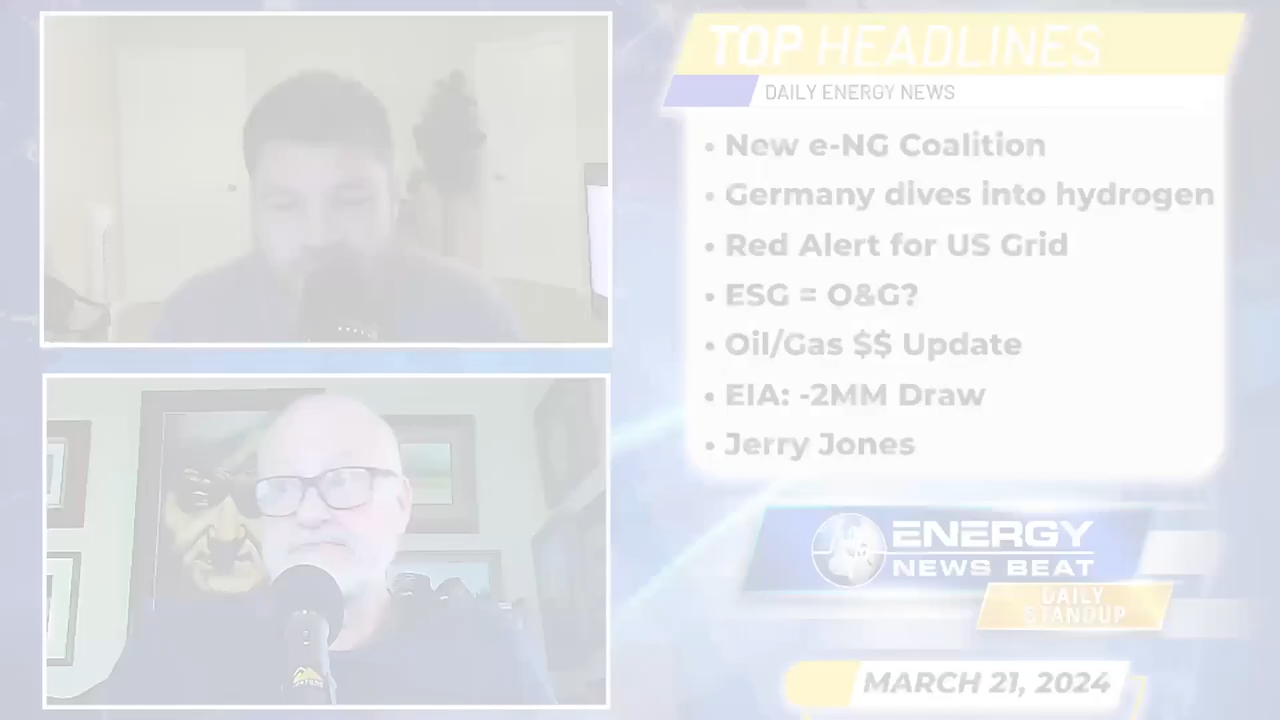 TOP HEADLINES
DAILY ENERGY NEWS
• New e-NG Coalition
• Germany dives into hydrogen
• Red Alert for US Grid
• ESG = O&G?
• Oil/Gas $$ Update
• EIA: -2MM Draw
• Jerry Jones
ENERGY
NEWS BEAT
DAILY
STANDUP
MARCH 21, 2024